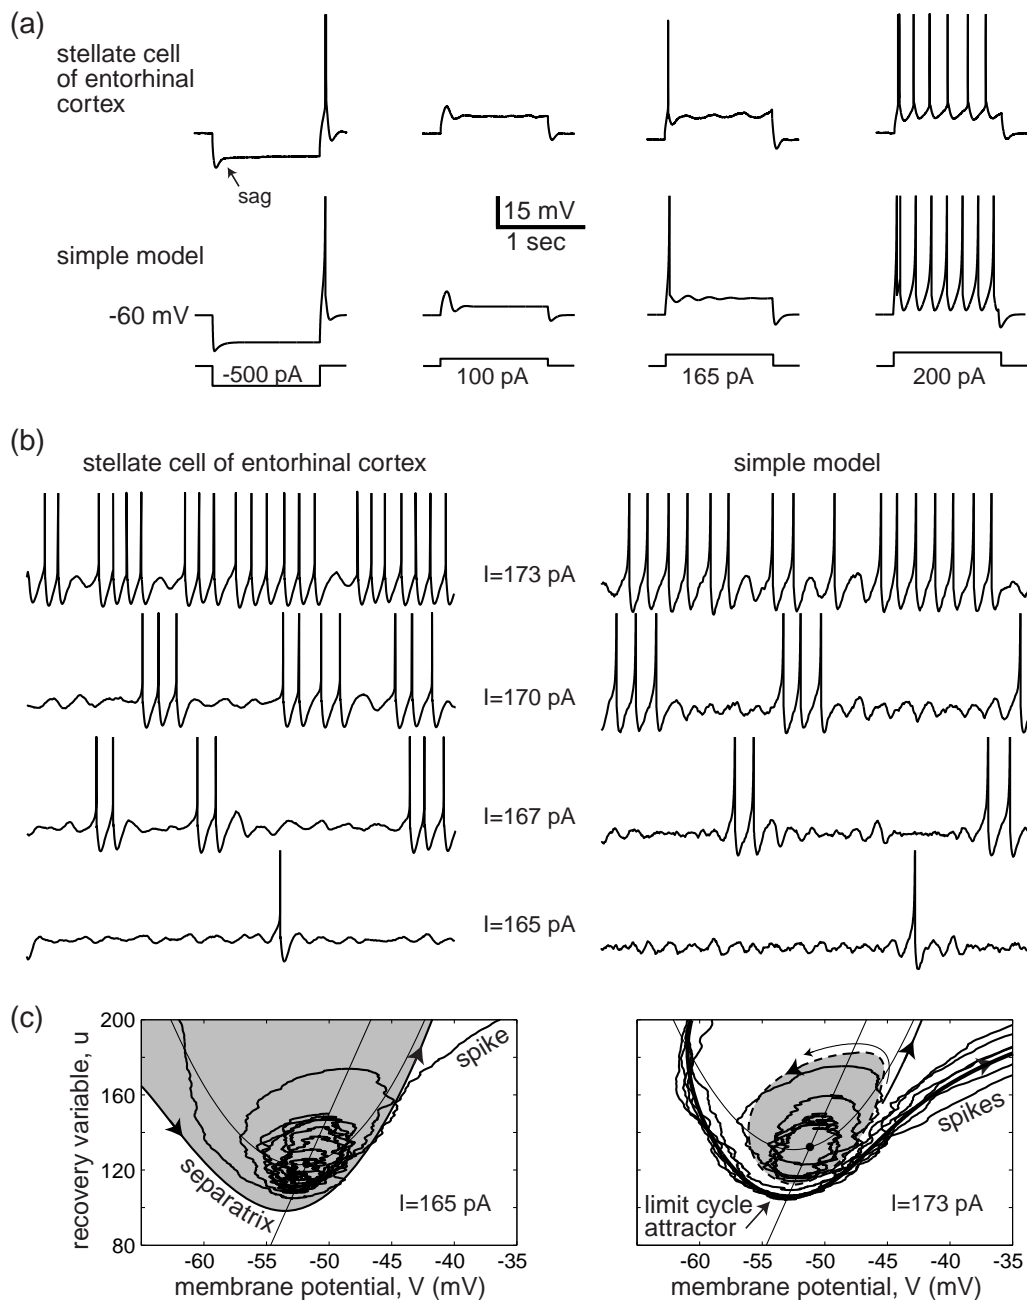 (a)
stellate cell
of entorhinal
cortex
sag
15 mV
1 sec
simple model
-60 mV
-500 pA
100 pA
165 pA
200 pA
(b)
stellate cell of entorhinal cortex
simple model
I=173 pA
I=170 pA
I=167 pA
I=165 pA
(c)
recovery variable, u
200
160
120
80
spike
separatrix
I=165 pA
-60 -55 -50 -45 -40 -35
membrane potential, V (mV)
spikes
limit cycle
attractor
I=173 pA
-60 -55 -50 -45 -40 -35
membrane potential, V (mV)